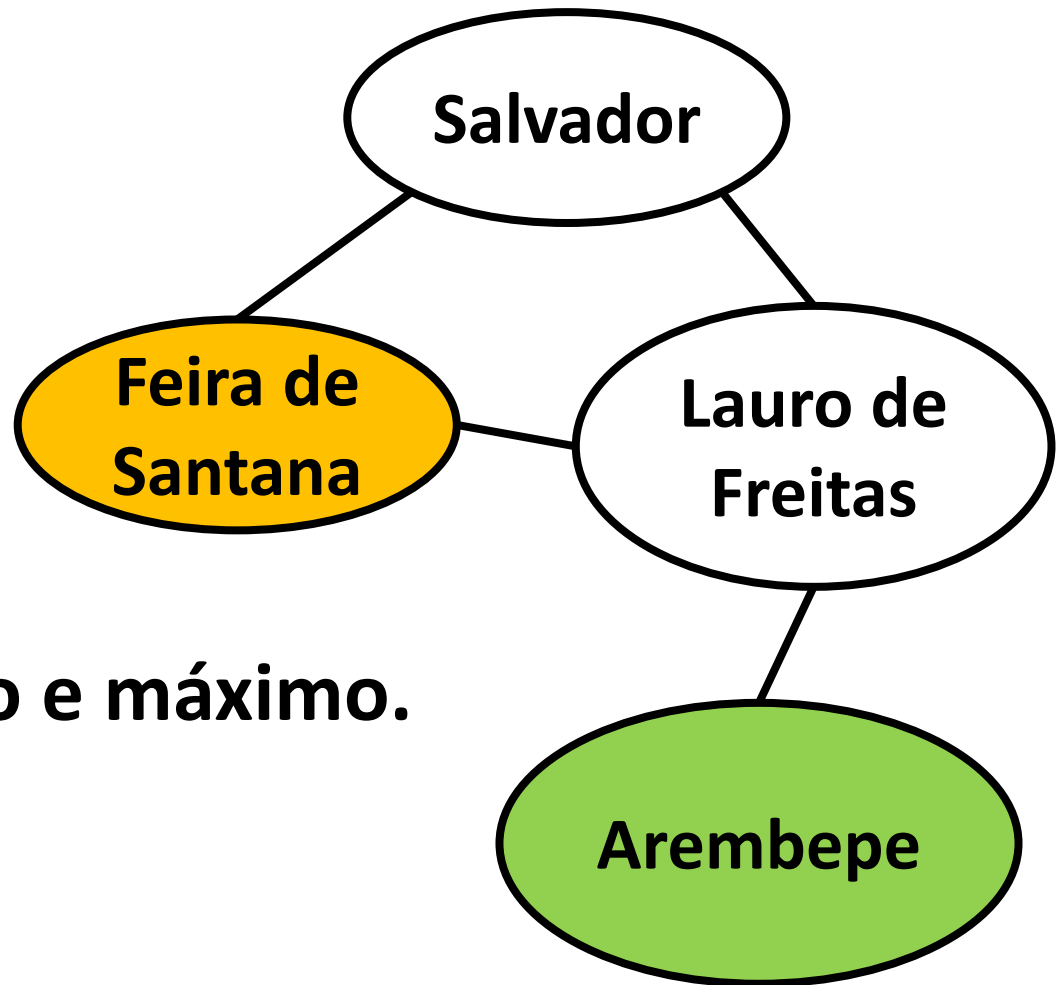 Salvador
Feira de
Santana
Lauro de
Freitas
o e máximo.
Arembepe